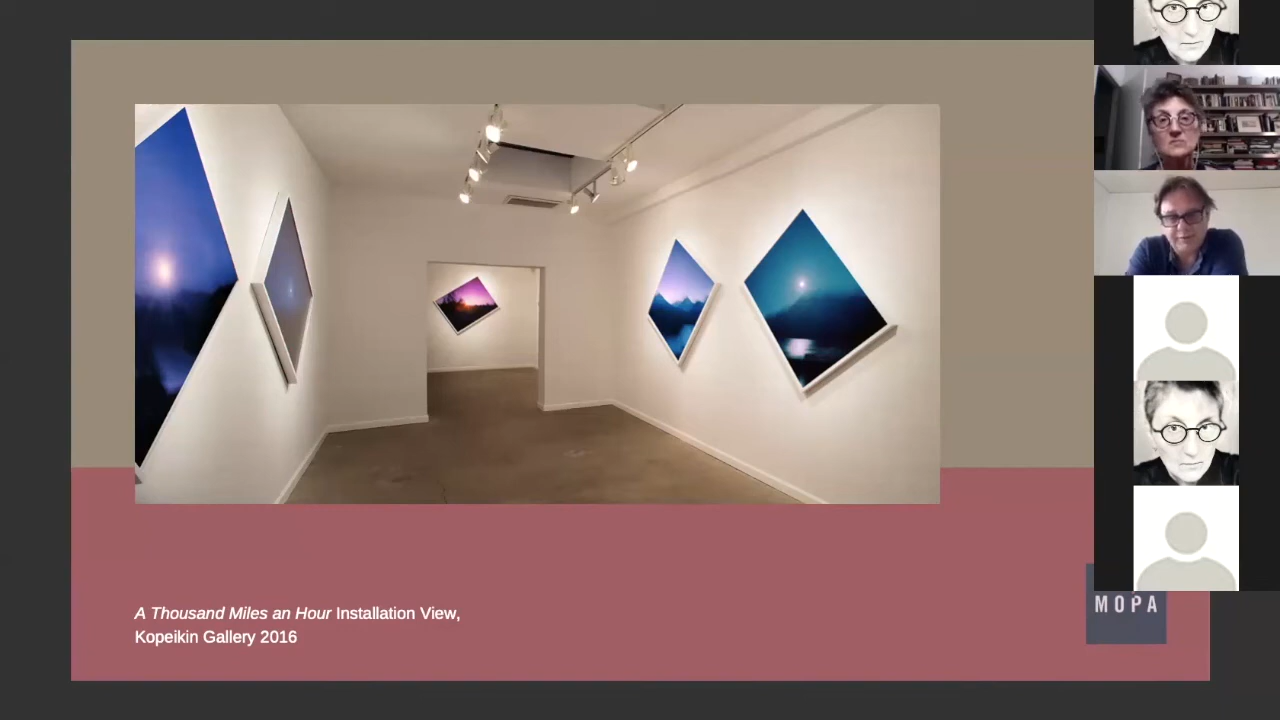 A Thousand Miles an Hour Installation View,
Kopeikin Gallery 2016
MOPA